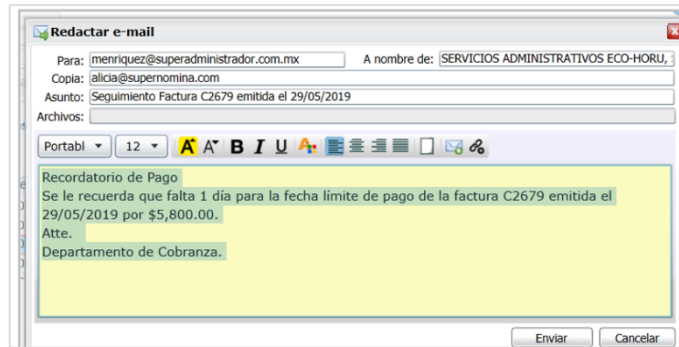 Redactar e-mail
Para: menriquez@superadministrador.com.mx A nombre de: SERVICIOS ADMINISTRATIVOS ECO-HORU,
Copia: alicia@supernomina.com
Asunto: Seguimiento Factura C2679 emitida el 29/05/2019
Archivos:
Portabl 12 A A B I U A
Recordatorio de Pago
Se le recuerda que falta 1 día para la fecha límite de pago de la factura C2679 emitida el
29/05/2019 por $5,800.00.
Atte.
Departamento de Cobranza.
Enviar Cancelar